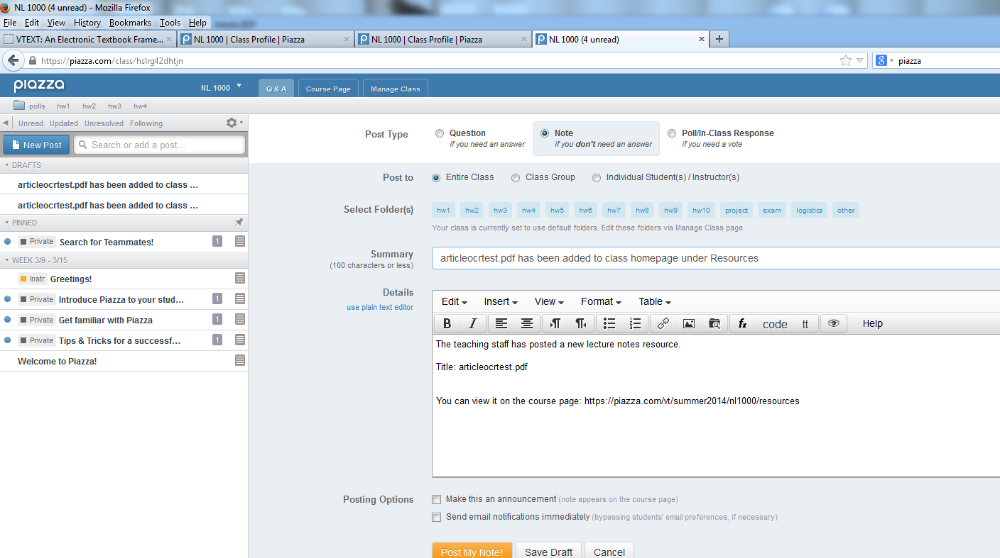 NL 1000 (4 unread) - Mozilla Firefox
File Edit View History Bookmarks Tools Help
VTEXT: An Electronic Textbook Frame... × NL 1000 | Class Profile | Piazza × NL 1000 | Class Profile | Piazza × NL 1000 (4 unread) × +
https://piazza.com/class/hslrg42dhtjn piazza
piazza NL 1000 Q & A Course Page Manage Class
polls hw1 hw2 hw3 hw4
Unread Updated Unresolved Following
New Post Search or add a post…
DRAFTS
articleocrtest.pdf has been added to class …
articleocrtest.pdf has been added to class …
PINNED
Private Search for Teammates! 1
WEEK 3/9 - 3/15
Instr Greetings!
Private Introduce Piazza to your stud… 1
Private Get familiar with Piazza 1
Private Tips & Tricks for a successf… 1
Welcome to Piazza!
Post Type Question Note Poll/In-Class Response
if you need an answer if you don't need an answer if you need a vote
Post to Entire Class Class Group Individual Student(s) / Instructor(s)
Select Folder(s) hw1 hw2 hw3 hw4 hw5 hw6 hw7 hw8 hw9 hw10 project exam logistics other
Your class is currently set to use default folders. Edit these folders via Manage Class page.
Summary articleocrtest.pdf has been added to class homepage under Resources
(100 characters or less)
Details
use plain text editor
Edit Insert View Format Table
B I fx code tt Help
The teaching staff has posted a new lecture notes resource.
Title: articleocrtest.pdf
You can view it on the course page: https://piazza.com/vt/summer2014/nl1000/resources
Posting Options Make this an announcement (note appears on the course page)
Send email notifications immediately (bypassing students' email preferences, if necessary)
Post My Note! Save Draft Cancel